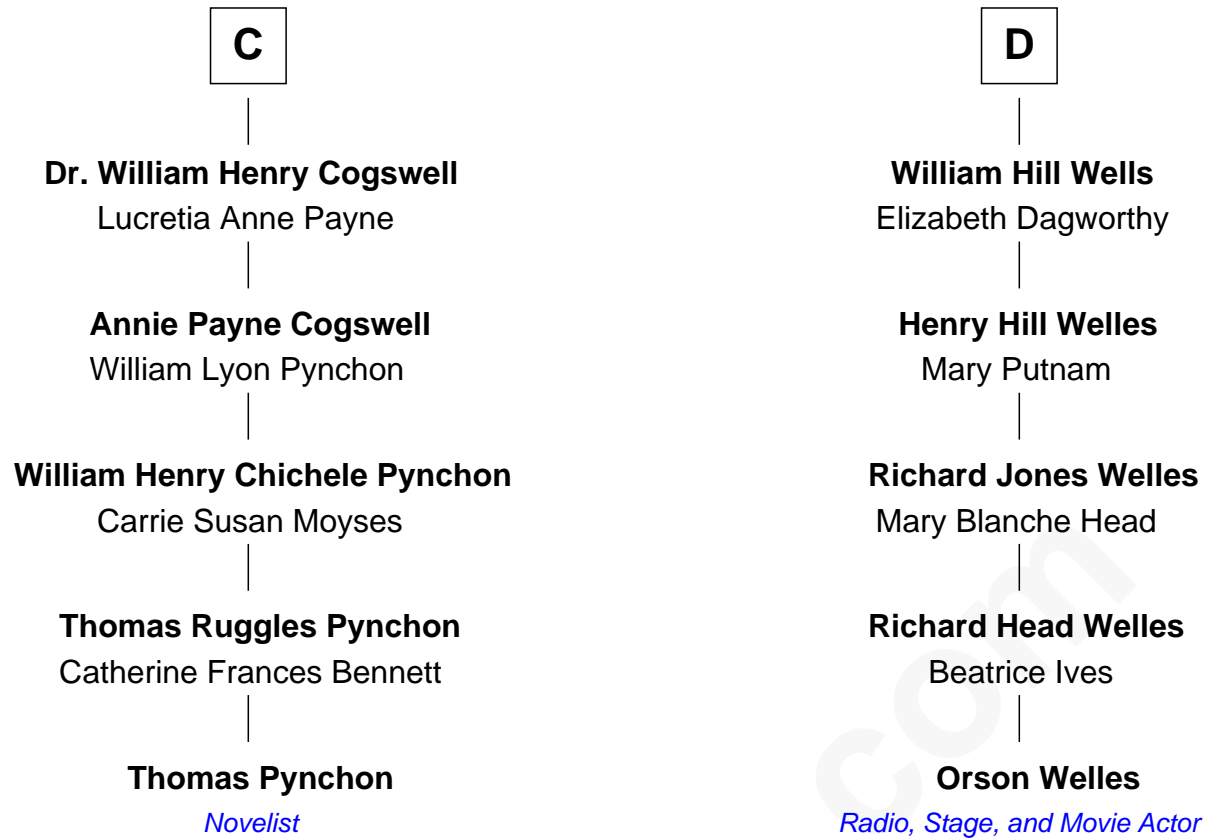 C
Dr. William Henry Cogswell
Lucretia Anne Payne
Annie Payne Cogswell
William Lyon Pynchon
William Henry Chichele Pynchon
Carrie Susan Moyses
Thomas Ruggles Pynchon
Catherine Frances Bennett
Thomas Pynchon
Novelist
D
William Hill Wells
Elizabeth Dagworthy
Henry Hill Welles
Mary Putnam
Richard Jones Welles
Mary Blanche Head
Richard Head Welles
Beatrice Ives
Orson Welles
Radio, Stage, and Movie Actor
com